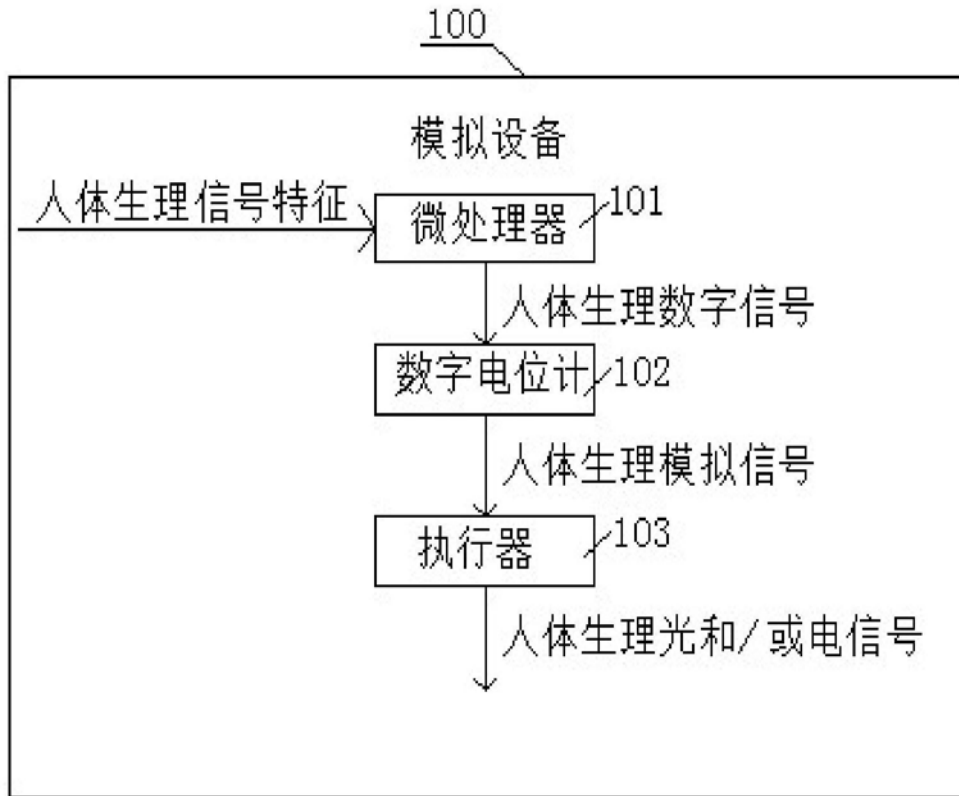 100
模拟设备
人体生理信号特征
微处理器 101
人体生理数字信号
数字电位计 102
人体生理模拟信号
执行器 103
人体生理光和/或电信号